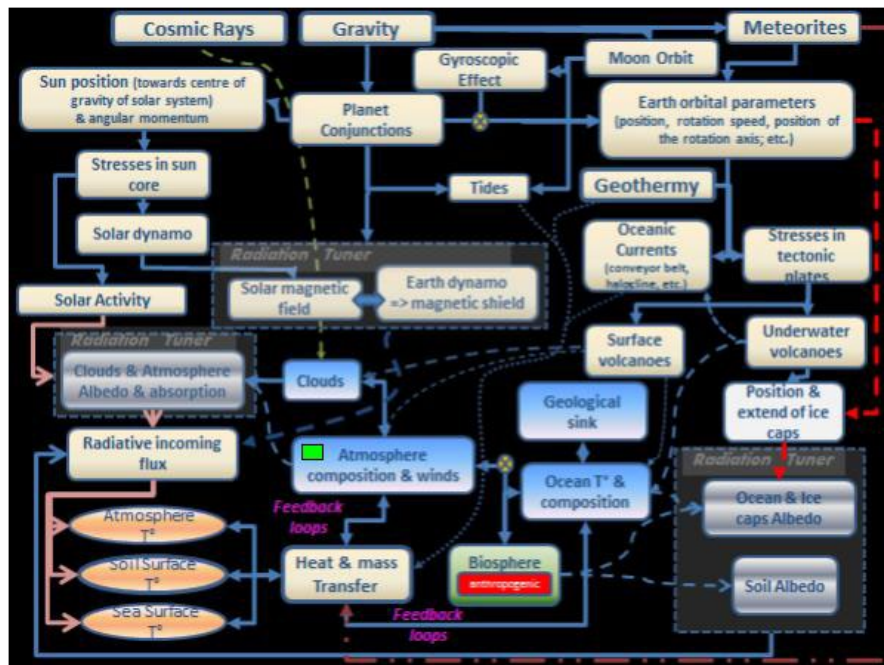 Cosmic Rays
Gravity
Meteorites
Gyroscopic
Effect
Moon Orbit
Sun position (towards centre of
gravity of solar system)
& angular momentum
Planet
Conjunctions
Earth orbital parameters
(position, rotation speed, position of
the rotation axis; etc.)
Stresses in sun
core
Tides
Geothermy
Solar dynamo
Oceanic
Currents
(conveyor belt,
halocline, etc.)
Stresses in
tectonic
plates
Radiation Tuner
Solar magnetic
field
Earth dynamo
=> magnetic shield
Solar Activity
Surface
volcanoes
Underwater
volcanoes
Radiation Tuner
Clouds & Atmosphere
Albedo & absorption
Clouds
Geological
sink
Position &
extend of ice
caps
Radiative incoming
flux
Atmosphere
composition & winds
Ocean T° &
composition
Radiation Tuner
Ocean & Ice
caps Albedo
Feedback
loops
Atmosphere
T°
Soil Surface
T°
Sea Surface
T°
Heat & mass
Transfer
Biosphere
anthropogenic
Soil Albedo
Feedback
loops